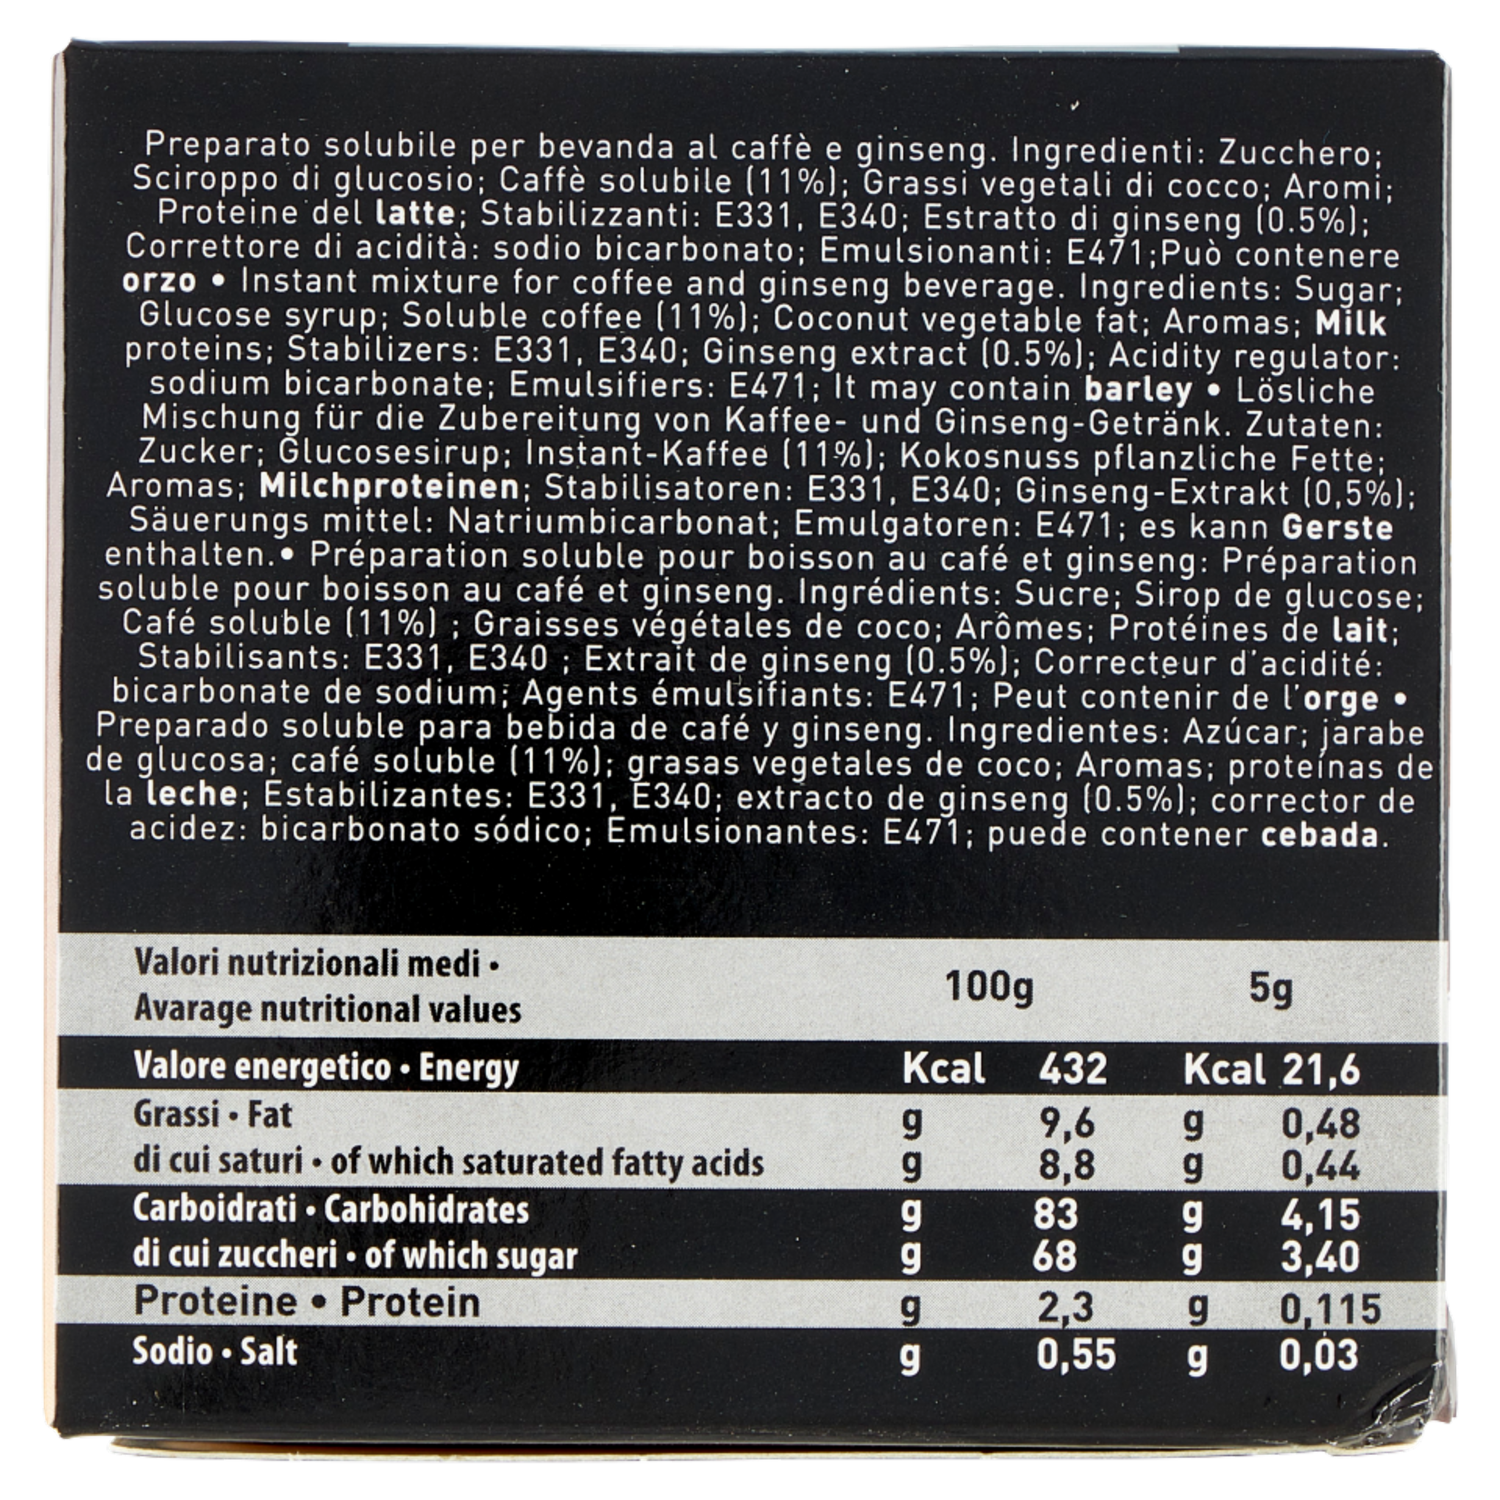 Preparato solubile per bevanda al caffè e ginseng. Ingredienti: Zucchero;
Sciroppo di glucosio; Caffè solubile (11%); Grassi vegetali di cocco; Aromi;
Proteine del latte; Stabilizzanti: E331, E340; Estratto di ginseng (0.5%);
Correttore di acidità: sodio bicarbonato; Emulsionanti: E471;Può contenere
orzo • Instant mixture for coffee and ginseng beverage. Ingredients: Sugar;
Glucose syrup; Soluble coffee (11%); Coconut vegetable fat; Aromas; Milk
proteins; Stabilizers: E331, E340; Ginseng extract (0.5%); Acidity regulator:
sodium bicarbonate; Emulsifiers: E471; It may contain barley • Lösliche
Mischung für die Zubereitung von Kaffee- und Ginseng-Getränk. Zutaten:
Zucker; Glucosesirup; Instant-Kaffee (11%); Kokosnuss pflanzliche Fette;
Aromas; Milchproteinen; Stabilisatoren: E331, E340; Ginseng-Extrakt (0,5%);
Säuerungs mittel: Natriumbicarbonat; Emulgatoren: E471; es kann Gerste
enthalten.• Préparation soluble pour boisson au café et ginseng: Préparation
soluble pour boisson au café et ginseng. Ingrédients: Sucre; Sirop de glucose;
Café soluble (11%) ; Graisses végétales de coco; Arômes; Protéines de lait;
Stabilisants: E331, E340 ; Extrait de ginseng (0.5%); Correcteur d'acidité:
bicarbonate de sodium; Agents émulsifiants: E471; Peut contenir de l'orge •
Preparado soluble para bebida de café y ginseng. Ingredientes: Azúcar; jarabe
de glucosa; café soluble (11%); grasas vegetales de coco; Aromas; proteínas de
la leche; Estabilizantes: E331, E340; extracto de ginseng (0.5%); corrector de
acidez: bicarbonato sódico; Emulsionantes: E471; puede contener cebada.
Valori nutrizionali medi •
Avarage nutritional values 100g 5g
Valore energetico • Energy Kcal 432 Kcal 21,6
Grassi • Fat g 9,6 g 0,48
di cui saturi • of which saturated fatty acids g 8,8 g 0,44
Carboidrati • Carbohidrates g 83 g 4,15
di cui zuccheri • of which sugar g 68 g 3,40
Proteine • Protein g 2,3 g 0,115
Sodio • Salt g 0,55 g 0,03